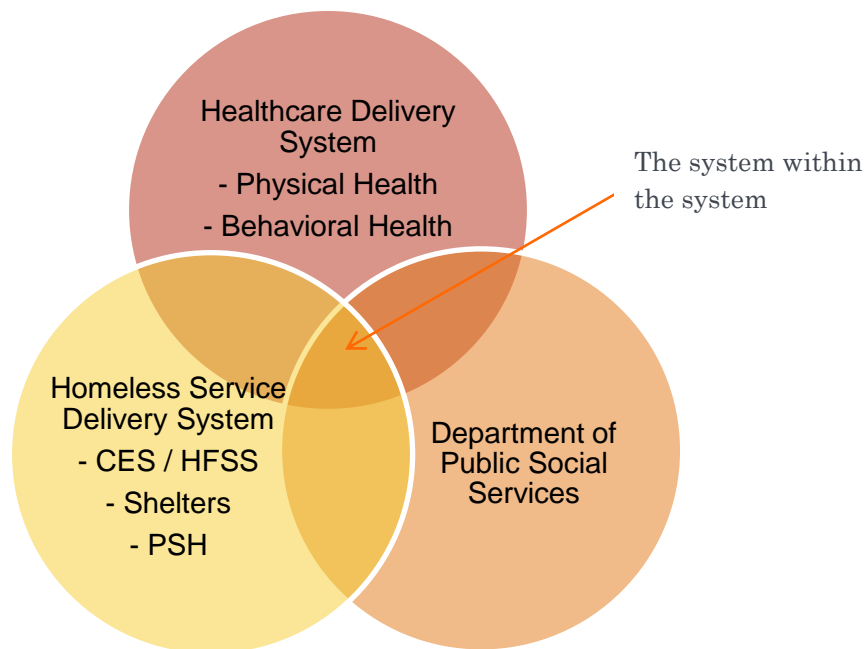 Healthcare Delivery
System
- Physical Health
- Behavioral Health
The system within
the system
Homeless Service
Delivery System
- CES / HFSS
- Shelters
- PSH
Department of
Public Social
Services